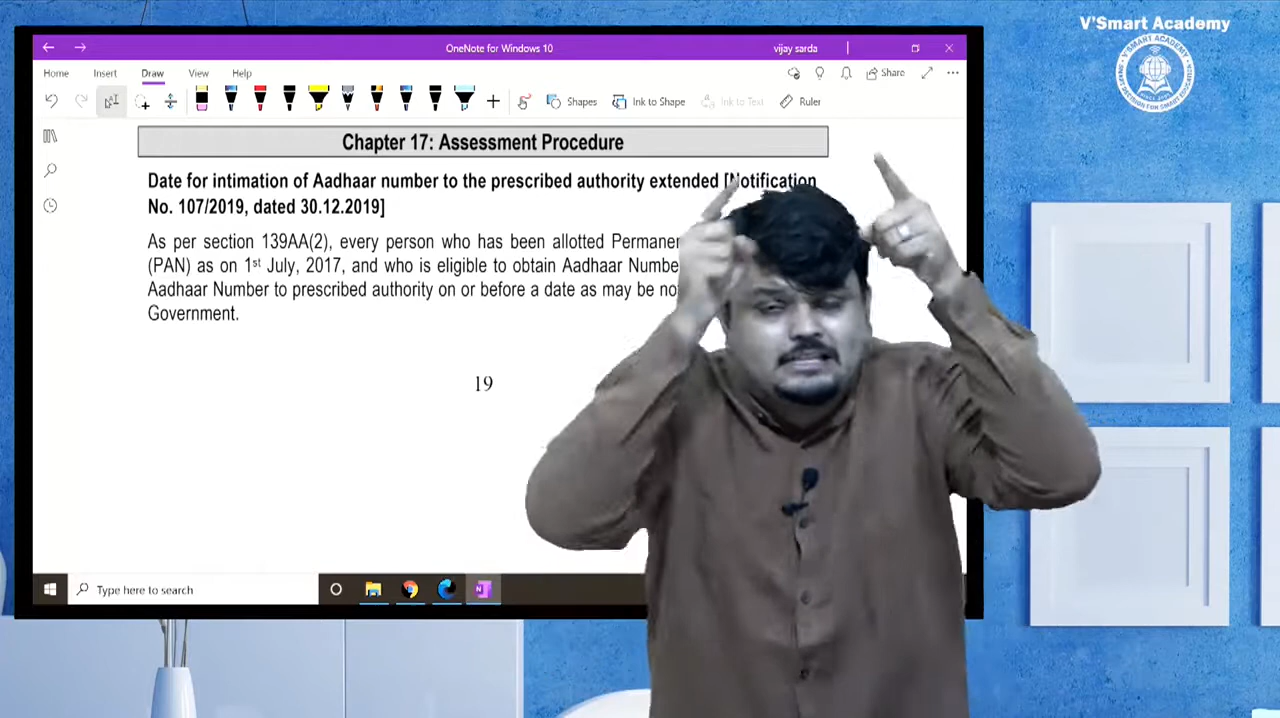 V'Smart Academy
OneNote for Windows 10
vijay sarda
Home Insert Draw View Help
Share
Shapes Ink to Shape Ink to Text Ruler
Chapter 17: Assessment Procedure
Date for intimation of Aadhaar number to the prescribed authority extended [Notification
No. 107/2019, dated 30.12.2019]
As per section 139AA(2), every person who has been allotted
(PAN) as on 1st July, 2017, and who is eligible to obtain Aadhaar
Aadhaar Number to prescribed authority on or before a date as may be
Government.
19
Type here to search